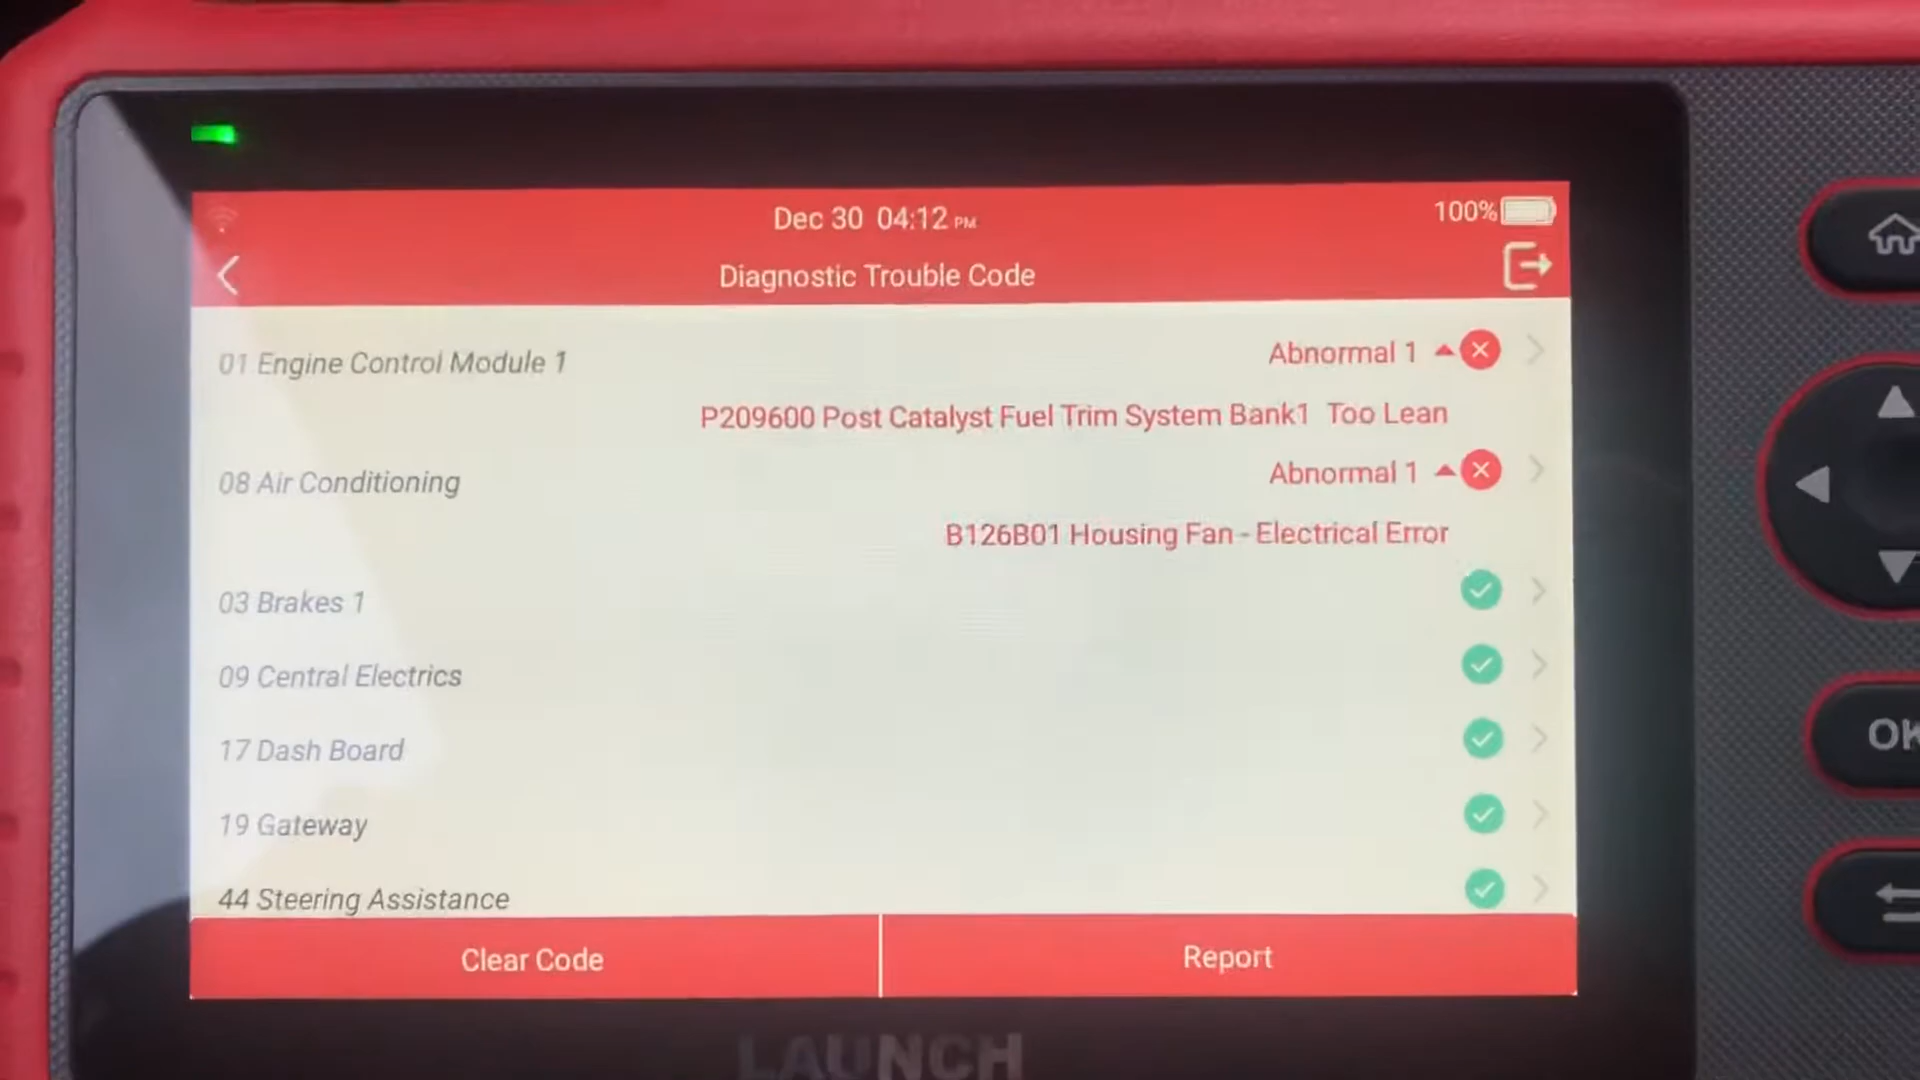 Dec 30 04:12 PM
100%
Diagnostic Trouble Code
01 Engine Control Module 1
Abnormal 1
P209600 Post Catalyst Fuel Trim System Bank1 Too Lean
08 Air Conditioning
Abnormal 1
B126B01 Housing Fan - Electrical Error
03 Brakes 1
09 Central Electrics
17 Dash Board
19 Gateway
44 Steering Assistance
Clear Code
Report
LAUNCH
OK